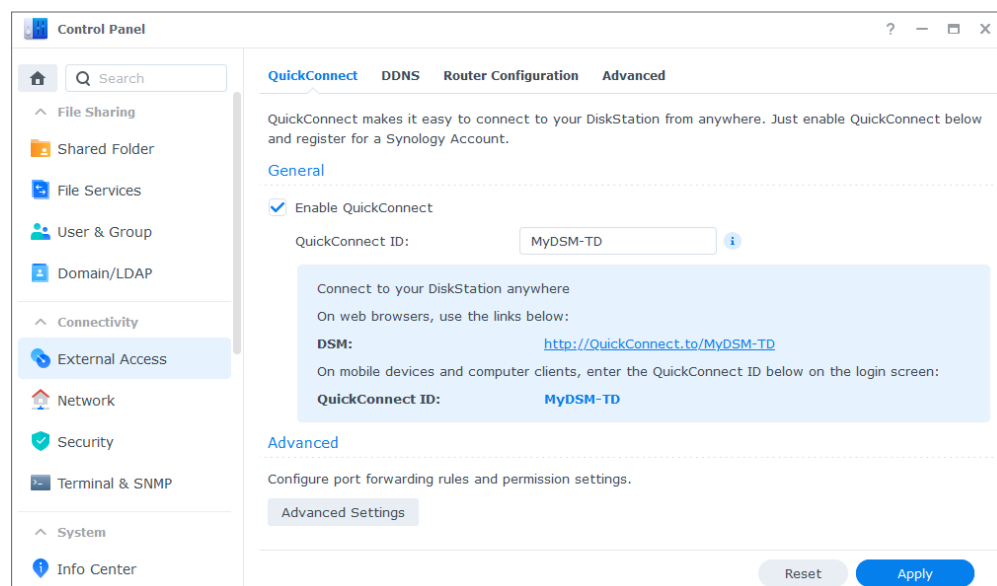 Control Panel
?
Search
File Sharing
Shared Folder
File Services
User & Group
Domain/LDAP
Connectivity
External Access
Network
Security
Terminal & SNMP
System
Info Center
QuickConnect DDNS Router Configuration Advanced
QuickConnect makes it easy to connect to your DiskStation from anywhere. Just enable QuickConnect below
and register for a Synology Account.
General
Enable QuickConnect
QuickConnect ID: MyDSM-TD i
Connect to your DiskStation anywhere
On web browsers, use the links below:
DSM: http://QuickConnect.to/MyDSM-TD
On mobile devices and computer clients, enter the QuickConnect ID below on the login screen:
QuickConnect ID: MyDSM-TD
Advanced
Configure port forwarding rules and permission settings.
Advanced Settings
Reset Apply